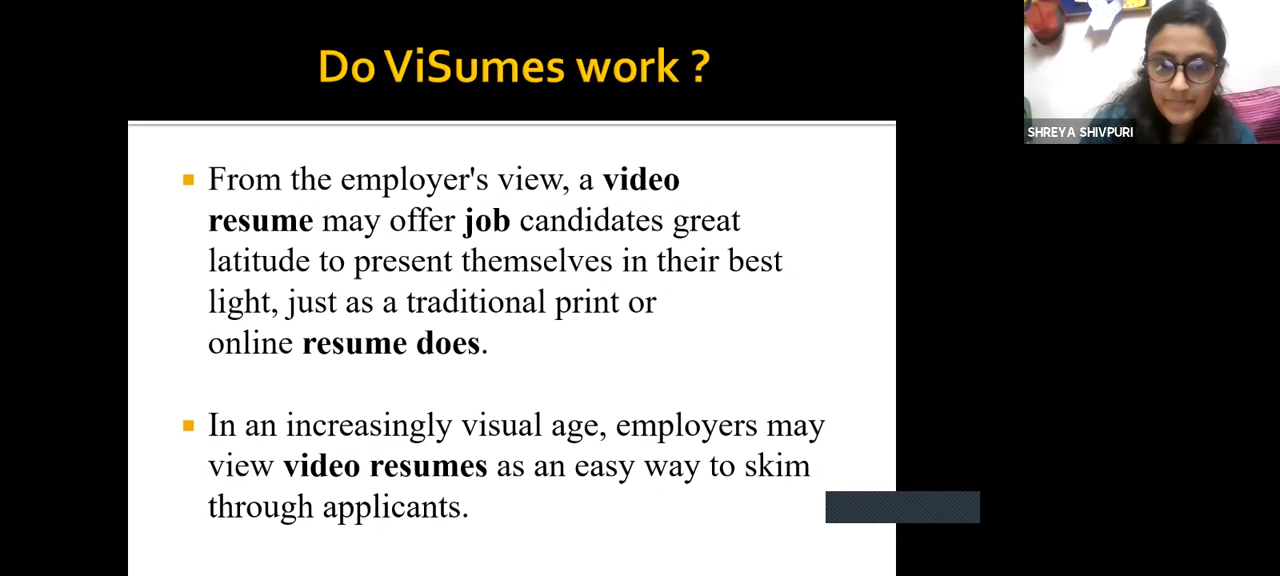 Do ViSumes work ?
SHREYA SHIVPURI
From the employer's view, a video
resume may offer job candidates great
latitude to present themselves in their best
light, just as a traditional print or
online resume does.
In an increasingly visual age, employers may
view video resumes as an easy way to skim
through applicants.